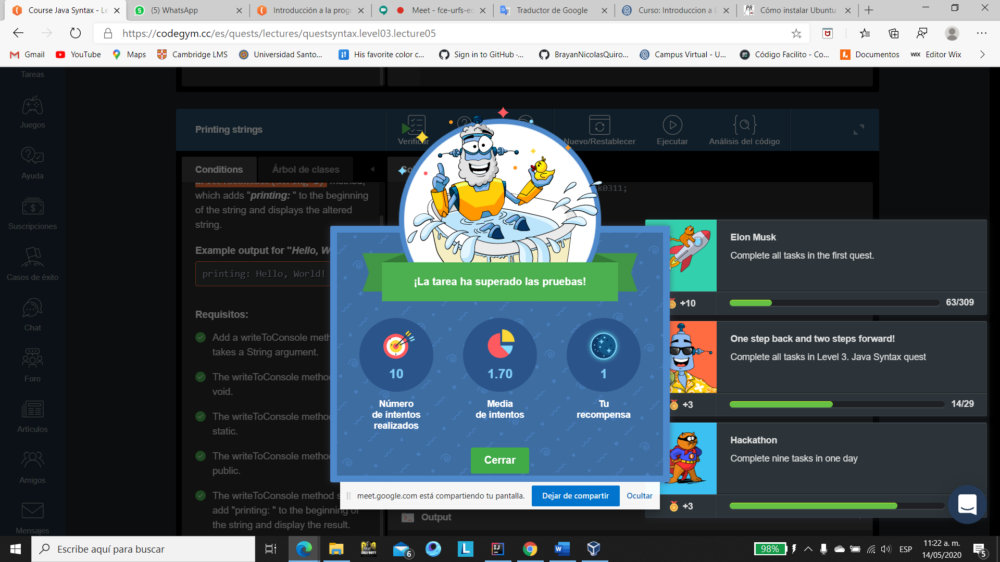 Course Java Syntax - Le
(5) WhatsApp
Introducción a la progr
Meet - fce-urfs-ec
Traductor de Google
Curso: Introduccion a L
Cómo instalar Ubuntu
https://codegym.cc/es/quests/lectures/questsyntax.level03.lecture05
Gmail
YouTube
Maps
Cambridge LMS
Universidad Santo...
His favorite color c...
Sign in to GitHub ·...
BrayanNicolasQuiro...
Campus Virtual - U...
Código Facilito - Co...
Documentos
WIX Editor Wix
Tareas
Juegos
Ayuda
Suscripciones
Casos de éxito
Chat
Foro
Artículos
Amigos
Mensajes
Printing strings
Verificar
Nuevo/Restablecer
Ejecutar
Análisis del código
Conditions
Árbol de clases
So
writeToConsole(String s) method,
which adds "printing: " to the beginning
of the string and displays the altered
string.
k0311;
Example output for "Hello, W
printing: Hello, World!
Requisitos:
Add a writeToConsole meth
takes a String argument.
The writeToConsole method
void.
The writeToConsole method
static.
The writeToConsole method
public.
The writeToConsole method s
add "printing: " to the beginning of
the string and display the result.
¡La tarea ha superado las pruebas!
10
Número
de intentos
realizados
1.70
Media
de intentos
1
Tu
recompensa
Cerrar
Elon Musk
Complete all tasks in the first quest.
+10
63/309
One step back and two steps forward!
Complete all tasks in Level 3. Java Syntax quest
+3
14/29
Hackathon
Complete nine tasks in one day
+3
meet.google.com está compartiendo tu pantalla.
Dejar de compartir
Ocultar
Output
Escribe aquí para buscar
6
98%
ESP
11:22 a. m.
14/05/2020
5